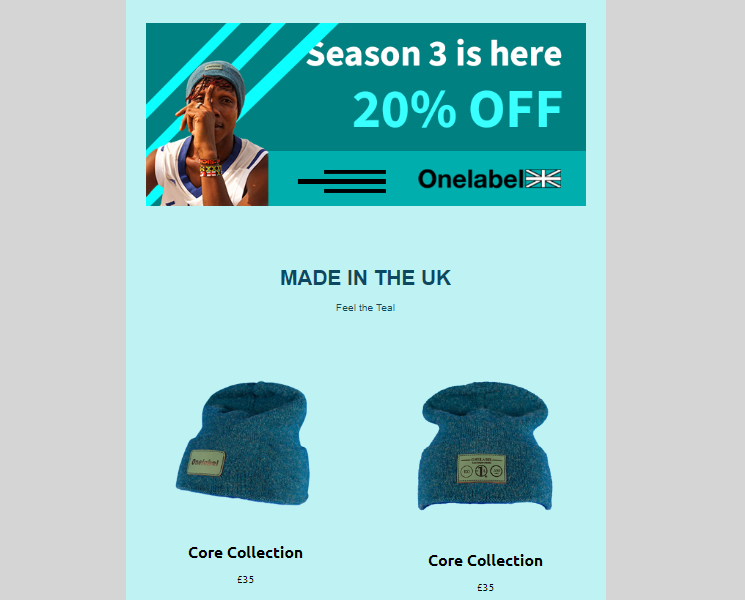 Season 3 is here
20% OFF
Onelabel
MADE IN THE UK
Feel the Teal
Onelabel
Core Collection
£35
Core Collection
£35